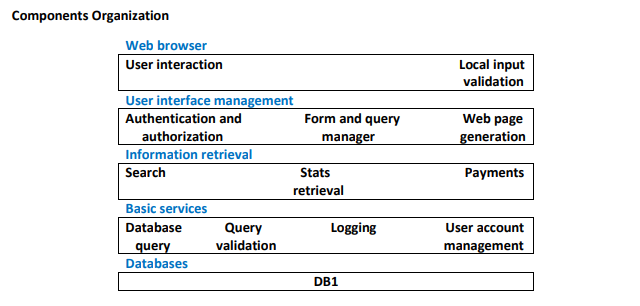 Components Organization
Web browser
User interaction Local input
validation
User interface management
Authentication and Form and query Web page
authorization manager generation
Information retrieval
Search Stats Payments
retrieval
Basic services
Database Query Logging User account
query validation management
Databases
DB1